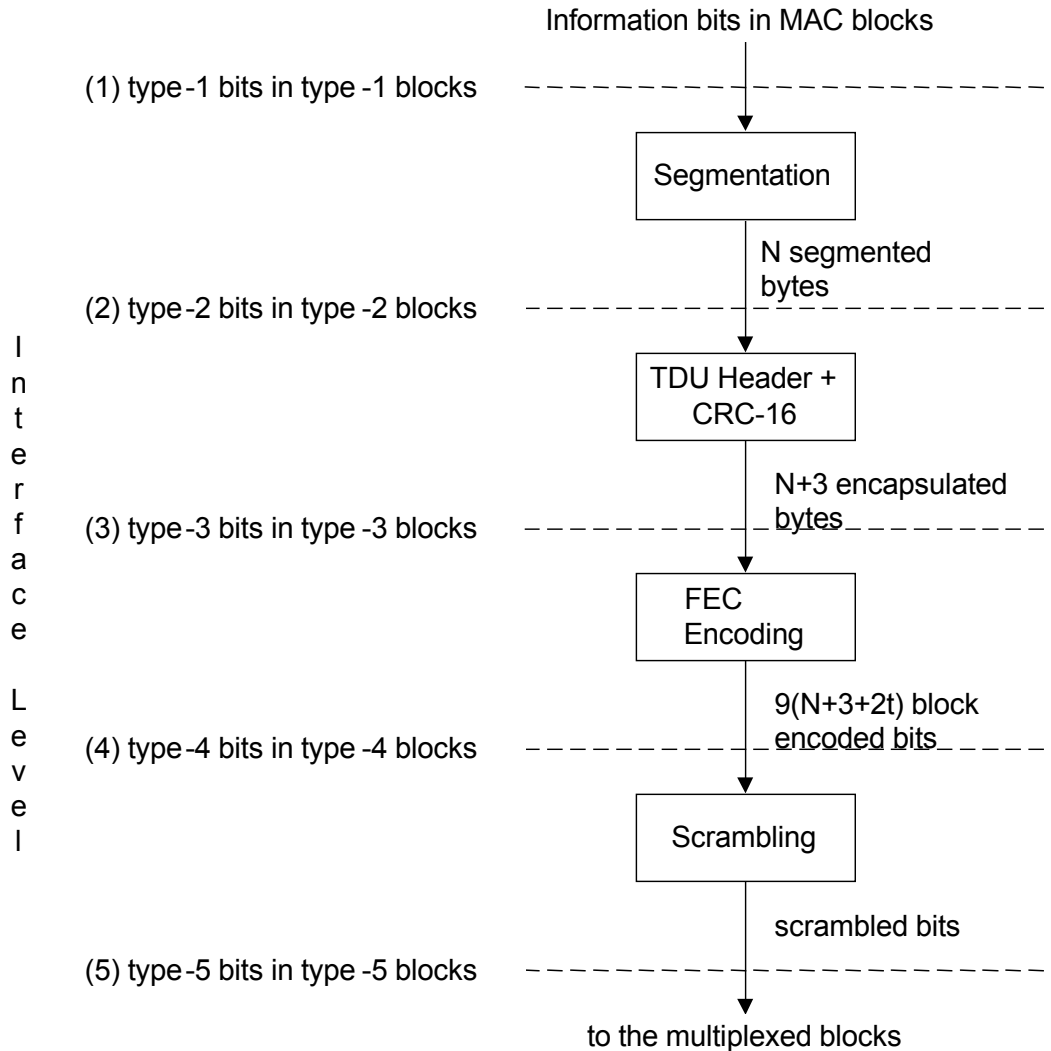 Information bits in MAC blocks
(1) type-1 bits in type-1 blocks
Segmentation
N segmented
bytes
(2) type-2 bits in type-2 blocks
TDU Header +
CRC-16
N+3 encapsulated
bytes
(3) type-3 bits in type-3 blocks
FEC
Encoding
9(N+3+2t) block
encoded bits
(4) type-4 bits in type-4 blocks
Scrambling
scrambled bits
(5) type-5 bits in type-5 blocks
to the multiplexed blocks
Interface Level